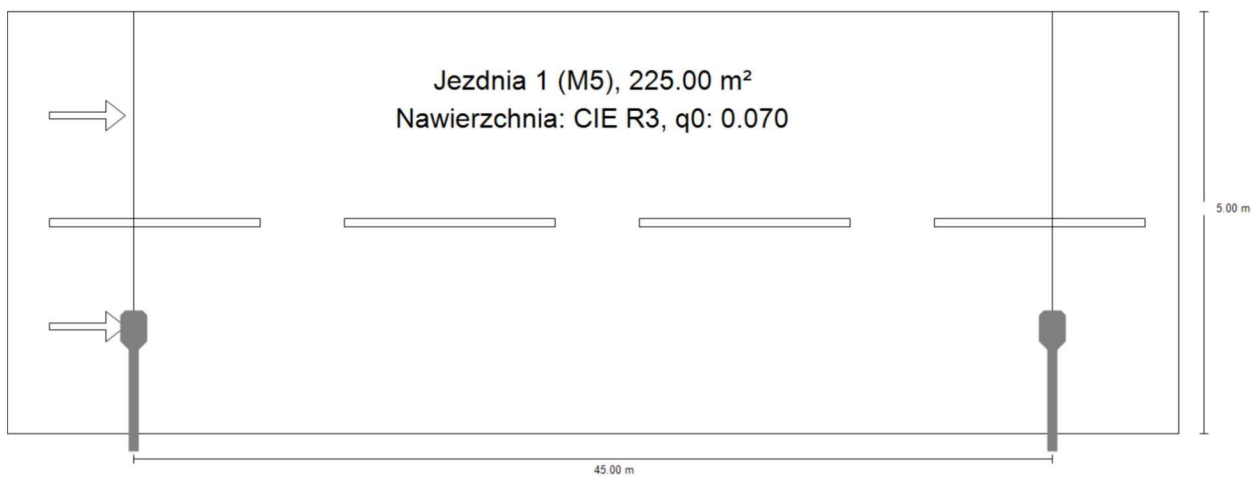 Jezdnia 1 (M5), 225.00 m²
Nawierzchnia: CIE R3, q0: 0.070
5.00 m
45.00 m